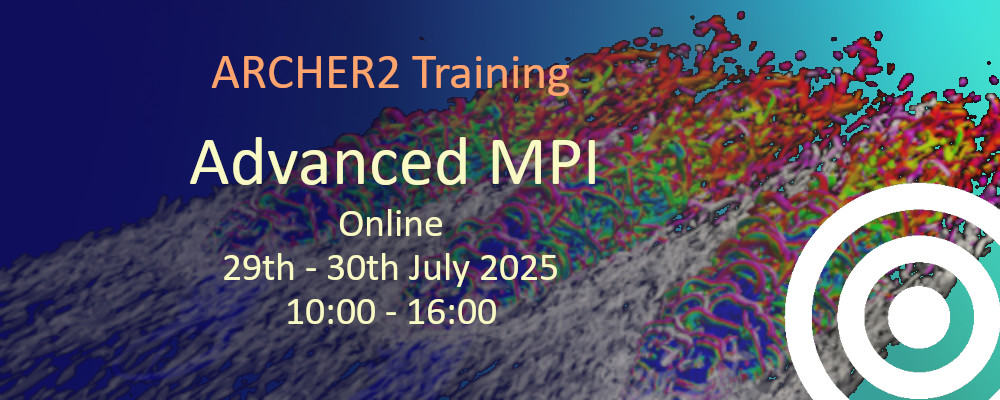 ARCHER2 Training
Advanced MPI
Online
29th - 30th July 2025
10:00 - 16:00